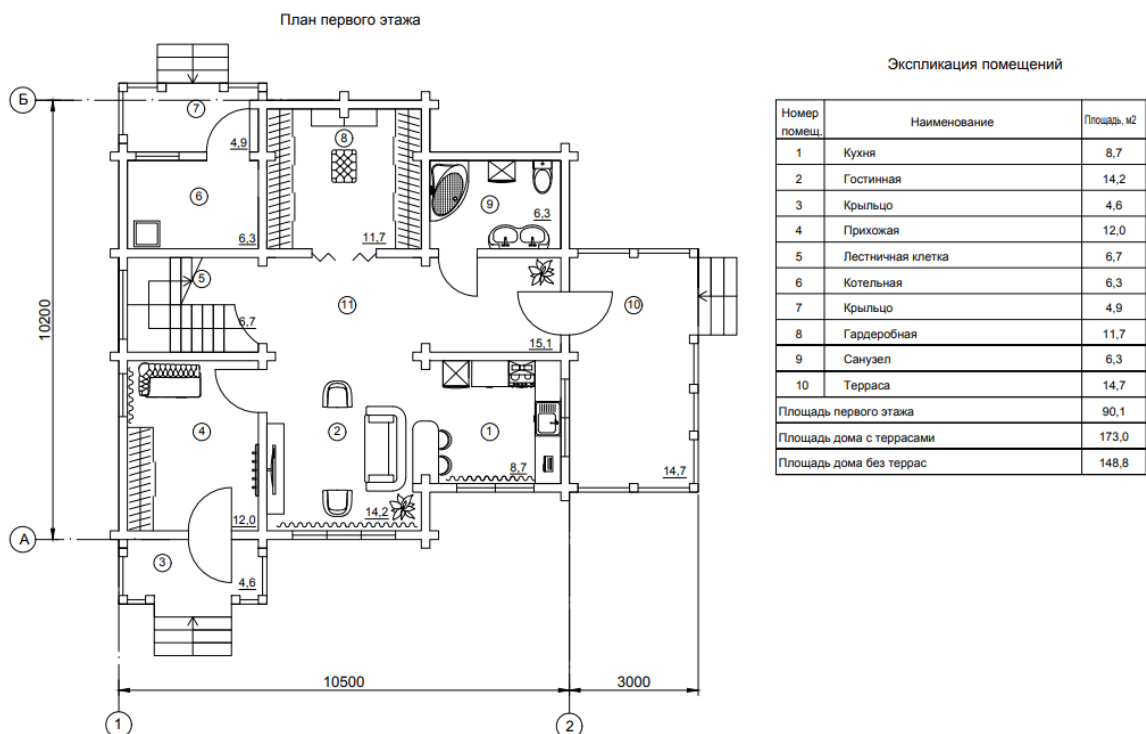 План первого этажа
Б
7
4,9
8
11,7
6
6,3
9
6,3
5
6,7
11
15,1
10
14,7
10200
4
12,0
2
14,2
1
8,7
А
3
4,6
10500
3000
1
2
Экспликация помещений
Номер помещ. Наименование Площадь, м2
1 Кухня 8,7
2 Гостинная 14,2
3 Крыльцо 4,6
4 Прихожая 12,0
5 Лестничная клетка 6,7
6 Котельная 6,3
7 Крыльцо 4,9
8 Гардеробная 11,7
9 Санузел 6,3
10 Терраса 14,7
Площадь первого этажа 90,1
Площадь дома с террасами 173,0
Площадь дома без террас 148,8